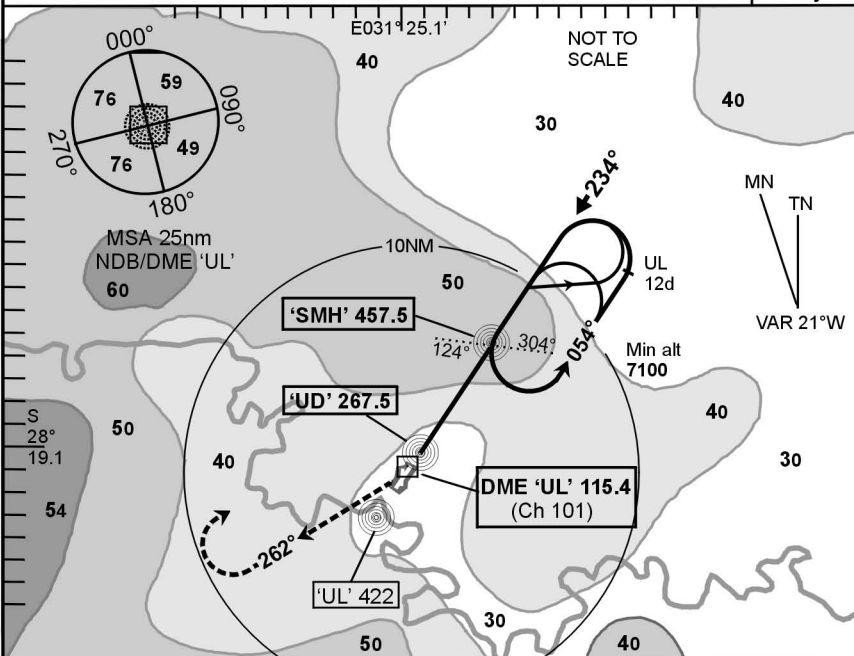 E031° 25.1'
000°
NOT TO
SCALE
40
59
76
090°
40
30
270°
76
49
180°
234°
MN
TN
MSA 25nm
NDB/DME 'UL'
10NM
UL
12d
60
50
'SMH' 457.5
VAR 21°W
124°
304°
054°
Min alt
7100
'UD' 267.5
S
28°
19.1
50
40
40
30
DME 'UL' 115.4
(Ch 101)
54
262°
'UL' 422
30
50
40